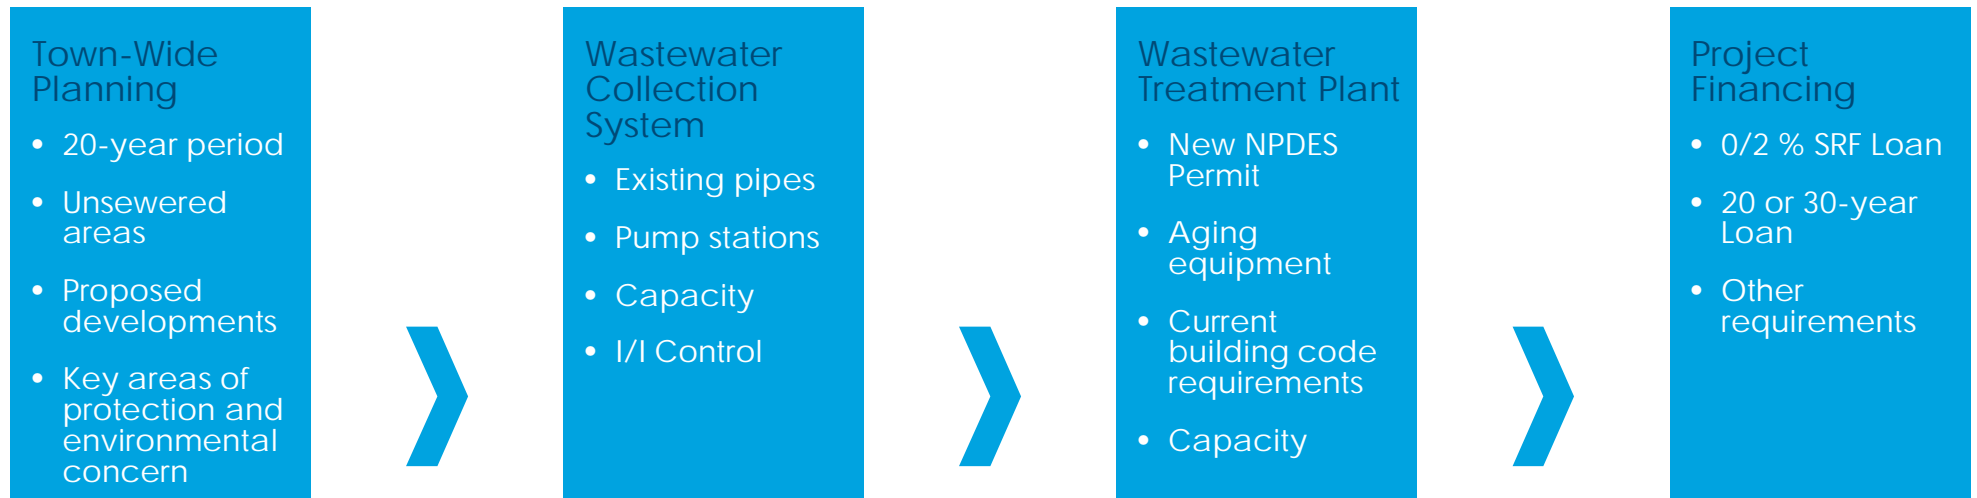 Town-Wide
Planning
• 20-year period
• Unsewered
areas
• Proposed
developments
• Key areas of
protection and
environmental
concern
Wastewater
Collection
System
• Existing pipes
• Pump stations
• Capacity
• I/I Control
Wastewater
Treatment Plant
• New NPDES
Permit
• Aging
equipment
• Current
building code
requirements
• Capacity
Project
Financing
• 0/2 % SRF Loan
• 20 or 30-year
Loan
• Other
requirements